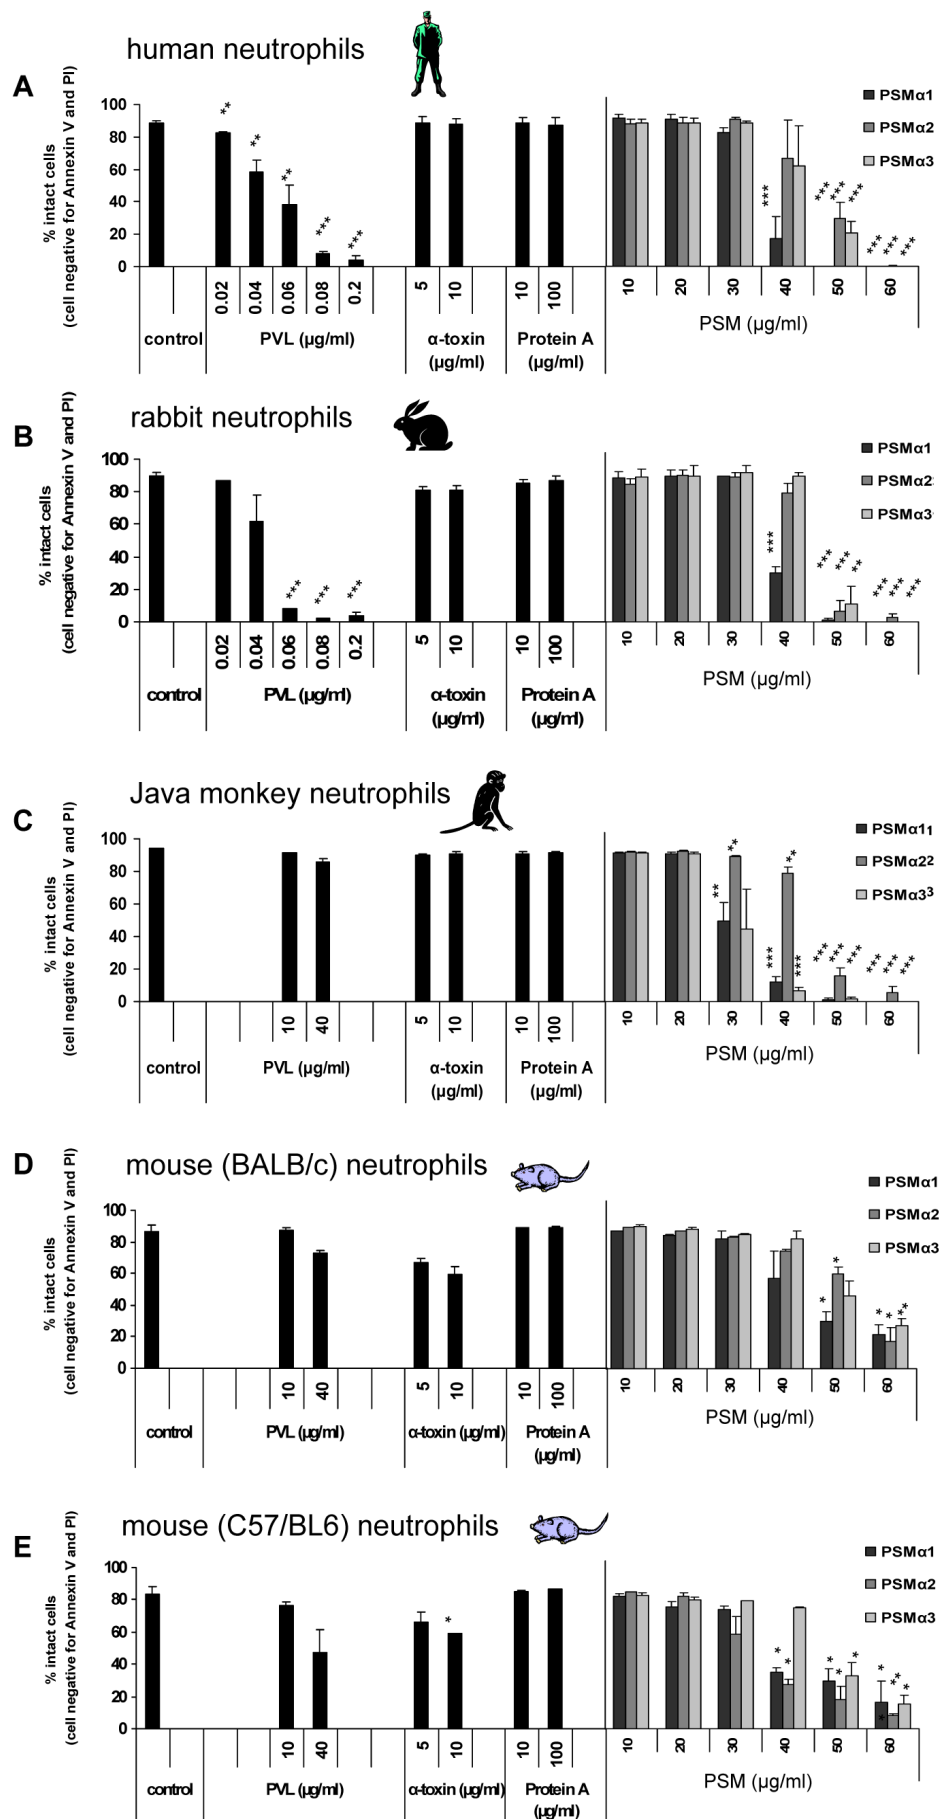 human neutrophils
A
% intact cells
(cell negative for Annexin V and PI)
100
80
60
40
20
0
** ** ** *** ***
*** *** *** *** *** *** ***
PSMα1
PSMα2
PSMα3
0.02 0.04 0.06 0.08 0.2 5 10 10 100 10 20 30 40 50 60
control PVL (µg/ml) α-toxin (µg/ml) Protein A (µg/ml) PSM (µg/ml)
rabbit neutrophils
B
% intact cells
(cell negative for Annexin V and PI)
100
80
60
40
20
0
*** *** ***
*** *** *** ** *** *** ***
PSMα1
PSMα2
PSMα3
0.02 0.04 0.06 0.08 0.2 5 10 10 100 10 20 30 40 50 60
control PVL (µg/ml) α-toxin (µg/ml) Protein A (µg/ml) PSM (µg/ml)
Java monkey neutrophils
C
% intact cells
(cell negative for Annexin V and PI)
100
80
60
40
20
0
** ** *** ** *** *** *** *** *** *** ***
PSMα11
PSMα22
PSMα33
10 40 5 10 10 100 10 20 30 40 50 60
control PVL (µg/ml) α-toxin (µg/ml) Protein A (µg/ml) PSM (µg/ml)
mouse (BALB/c) neutrophils
D
% intact cells
(cell negative for Annexin V and PI)
100
80
60
40
20
0
* * * * **
PSMα1
PSMα2
PSMα3
10 40 5 10 10 100 10 20 30 40 50 60
control PVL (µg/ml) α-toxin (µg/ml) Protein A (µg/ml) PSM (µg/ml)
mouse (C57/BL6) neutrophils
E
% intact cells
(cell negative for Annexin V and PI)
100
80
60
40
20
0
*
* * * * * * * ** *
PSMα1
PSMα2
PSMα3
10 40 5 10 10 100 10 20 30 40 50 60
control PVL (µg/ml) α-toxin (µg/ml) Protein A (µg/ml) PSM (µg/ml)